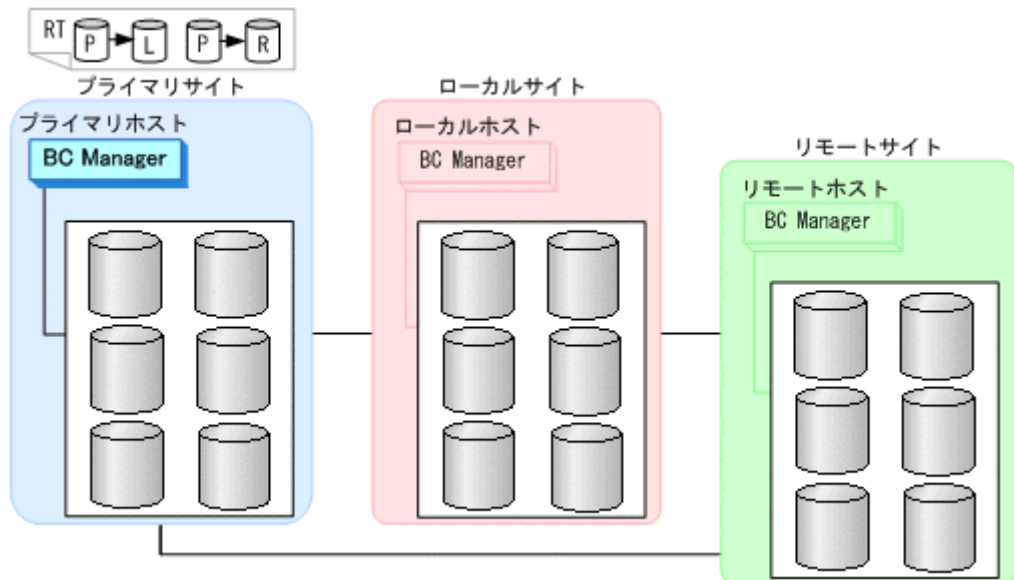 RT P L P R
プライマリサイト
プライマリホスト
BC Manager
ローカルサイト
ローカルホスト
BC Manager
リモートサイト
リモートホスト
BC Manager